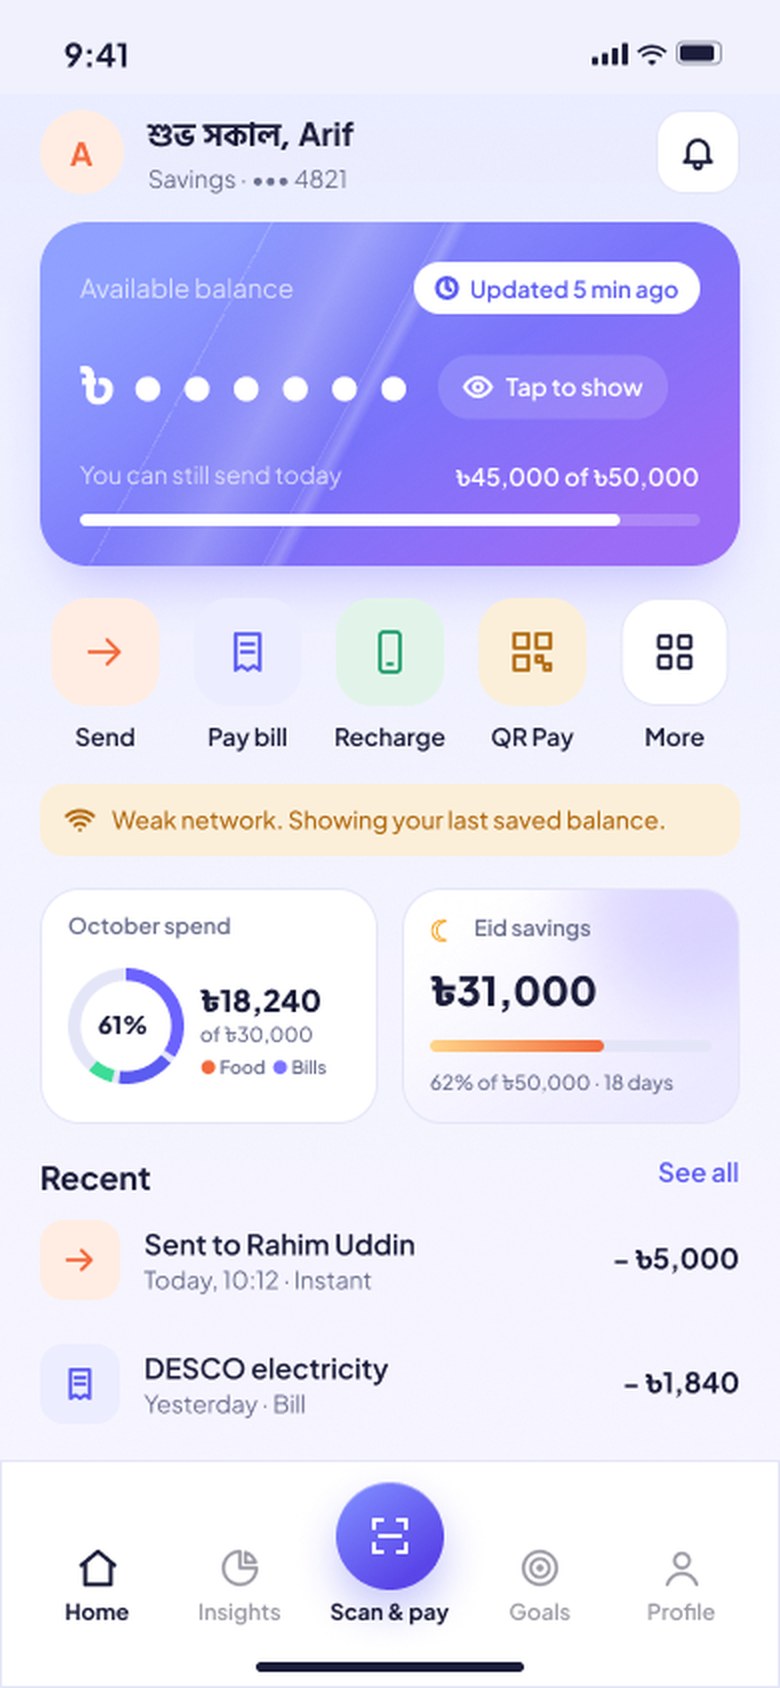 9:41
A
শুভ সকাল, Arif
Savings · ••• 4821
Available balance
Updated 5 min ago
৳ ● ● ● ● ● ●
Tap to show
You can still send today
৳45,000 of ৳50,000
Send
Pay bill
Recharge
QR Pay
More
Weak network. Showing your last saved balance.
October spend
61%
৳18,240
of ৳30,000
Food
Bills
Eid savings
৳31,000
62% of ৳50,000 · 18 days
Recent
See all
Sent to Rahim Uddin
– ৳5,000
Today, 10:12 · Instant
DESCO electricity
– ৳1,840
Yesterday · Bill
Home
Insights
Scan & pay
Goals
Profile